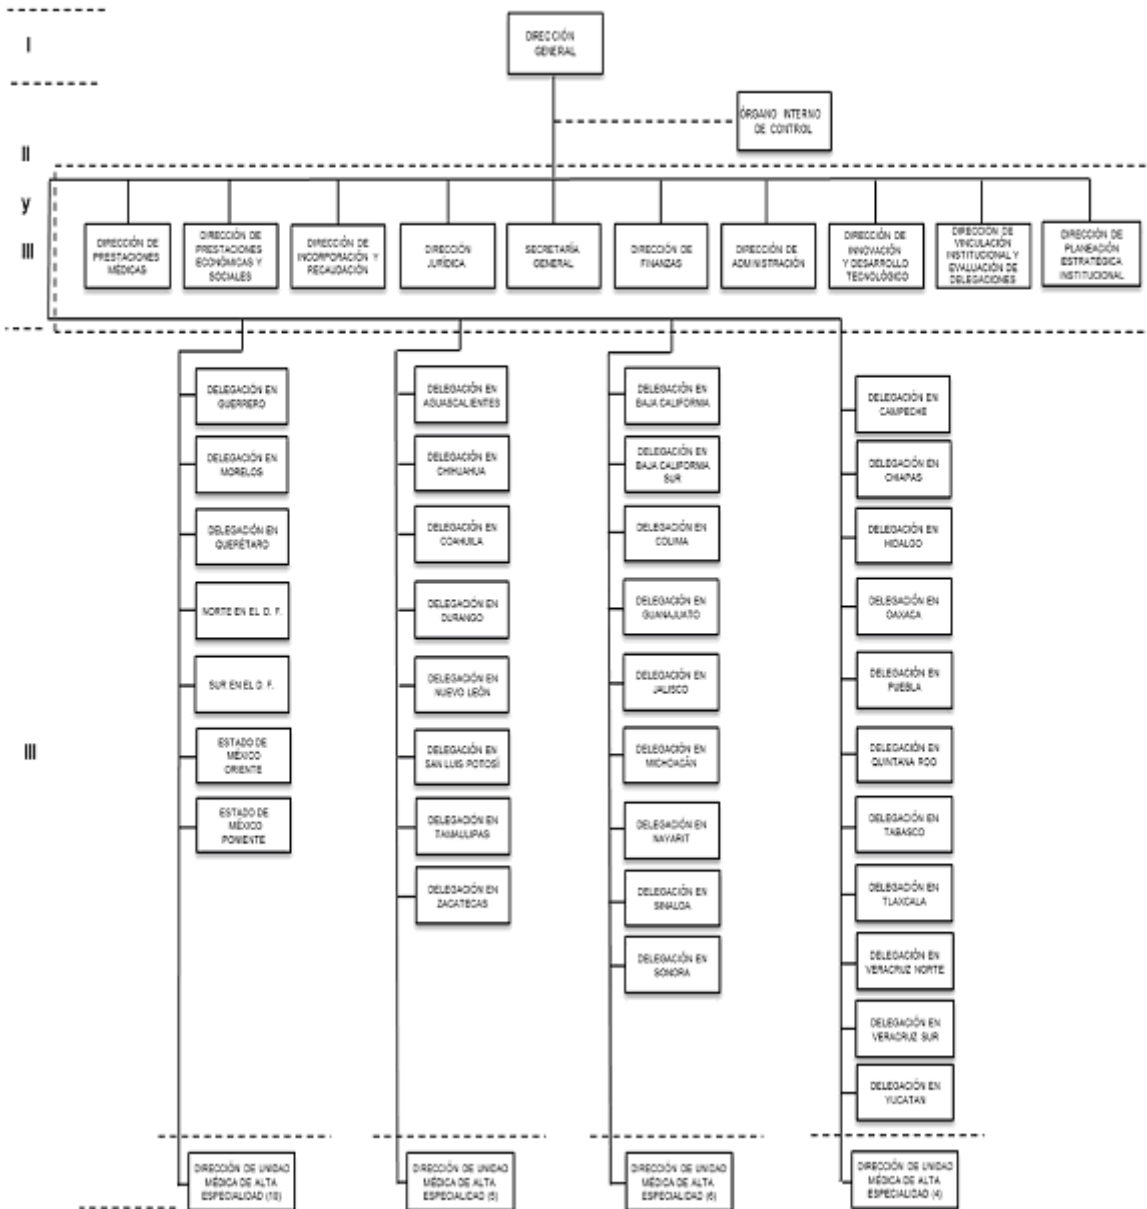 I
DIRECCIÓN
GENERAL
ÓRGANO INTERNO
DE CONTROL
II
y
III
DIRECCIÓN DE
PRESTACIONES
MÉDICAS
DIRECCIÓN DE
PRESTACIONES
ECONÓMICAS Y
SOCIALES
DIRECCIÓN DE
INCORPORACIÓN Y
RECAUDACIÓN
DIRECCIÓN
JURÍDICA
SECRETARÍA
GENERAL
DIRECCIÓN DE
FINANZAS
DIRECCIÓN DE
ADMINISTRACIÓN
DIRECCIÓN DE
INNOVACIÓN
Y DESARROLLO
TECNOLÓGICO
DIRECCIÓN DE
VINCULACIÓN
INSTITUCIONAL Y
EVALUACIÓN DE
DELEGACIONES
DIRECCIÓN DE
PLANEACIÓN
ESTRATÉGICA
INSTITUCIONAL
III
DELEGACIÓN EN
GUERRERO
DELEGACIÓN EN
MORELOS
DELEGACIÓN EN
QUERÉTARO
NORTE EN EL D. F.
SUR EN EL D. F.
ESTADO DE
MÉXICO
ORIENTE
ESTADO DE
MÉXICO
PONIENTE
DIRECCIÓN DE UNIDAD
MÉDICA DE ALTA
ESPECIALIDAD (10)
DELEGACIÓN EN
AGUASCALIENTES
DELEGACIÓN EN
CHIHUAHUA
DELEGACIÓN EN
COAHUILA
DELEGACIÓN EN
DURANGO
DELEGACIÓN EN
NUEVO LEÓN
DELEGACIÓN EN
SAN LUIS POTOSÍ
DELEGACIÓN EN
TAMAULIPAS
DELEGACIÓN EN
ZACATECAS
DIRECCIÓN DE UNIDAD
MÉDICA DE ALTA
ESPECIALIDAD (5)
DELEGACIÓN EN
BAJA CALIFORNIA
DELEGACIÓN EN
BAJA CALIFORNIA
SUR
DELEGACIÓN EN
COLIMA
DELEGACIÓN EN
GUANAJUATO
DELEGACIÓN EN
JALISCO
DELEGACIÓN EN
MICHOACÁN
DELEGACIÓN EN
NAYARIT
DELEGACIÓN EN
SINALOA
DELEGACIÓN EN
SONORA
DIRECCIÓN DE UNIDAD
MÉDICA DE ALTA
ESPECIALIDAD (6)
DELEGACIÓN EN
CAMPECHE
DELEGACIÓN EN
CHIAPAS
DELEGACIÓN EN
HIDALGO
DELEGACIÓN EN
OAXACA
DELEGACIÓN EN
PUEBLA
DELEGACIÓN EN
QUINTANA ROO
DELEGACIÓN EN
TABASCO
DELEGACIÓN EN
TLAXCALA
DELEGACIÓN EN
VERACRUZ NORTE
DELEGACIÓN EN
VERACRUZ SUR
DELEGACIÓN EN
YUCATAN
DIRECCIÓN DE UNIDAD
MÉDICA DE ALTA
ESPECIALIDAD (4)